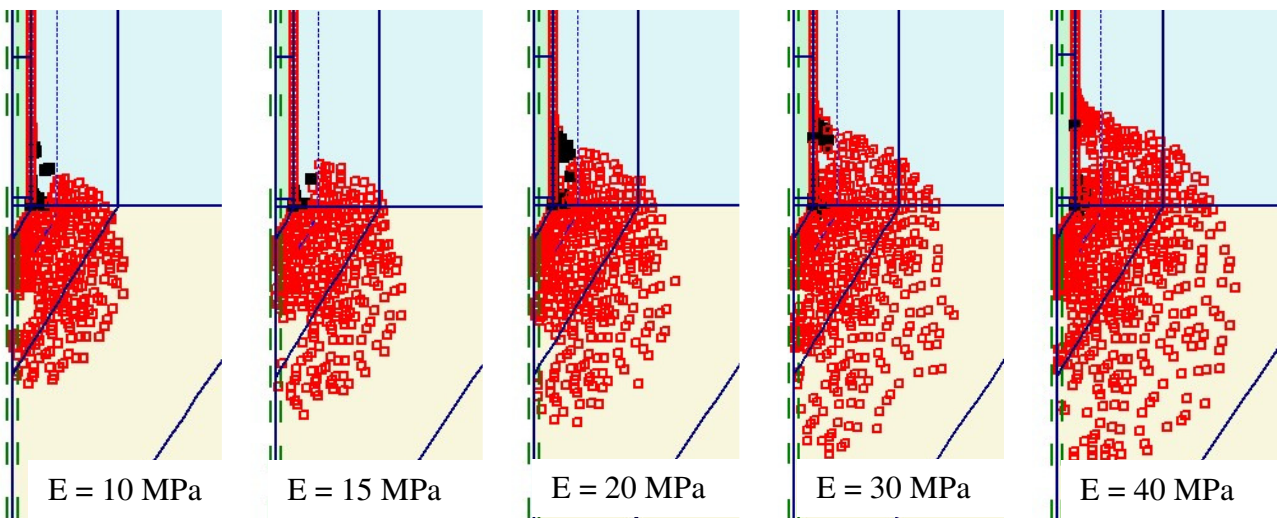 E = 10 MPa
E = 15 MPa
E = 20 MPa
E = 30 MPa
E = 40 MPa